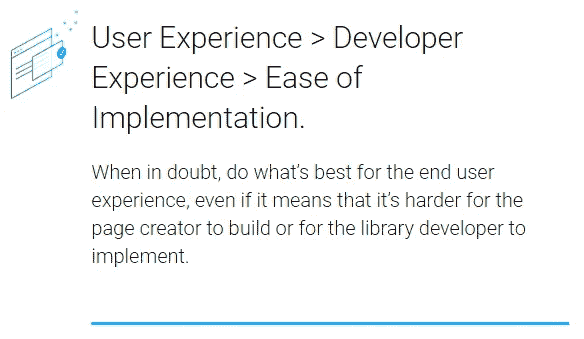 User Experience > Developer
Experience > Ease of
Implementation.
When in doubt, do what’s best for the end user
experience, even if it means that it’s harder for the
page creator to build or for the library developer to
implement.